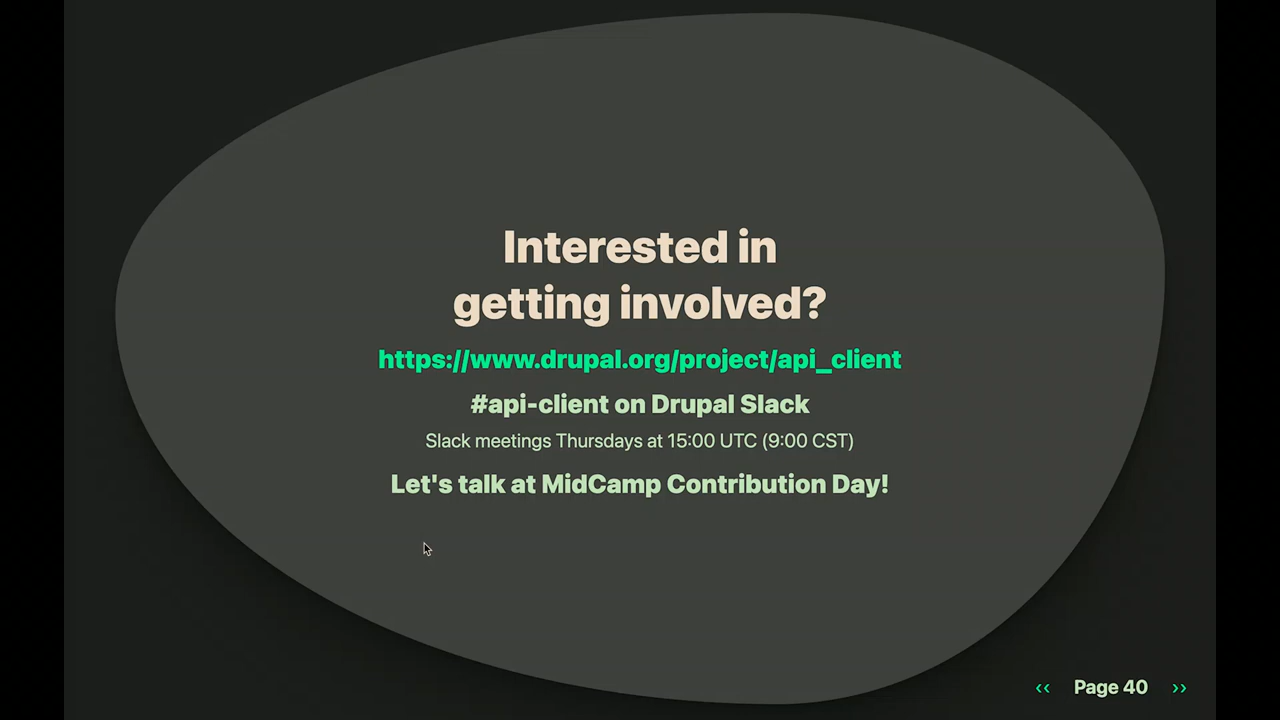 Interested in
getting involved?
https://www.drupal.org/project/api_client
#api-client on Drupal Slack
Slack meetings Thursdays at 15:00 UTC (9:00 CST)
Let's talk at MidCamp Contribution Day!
‹‹ Page 40 ››